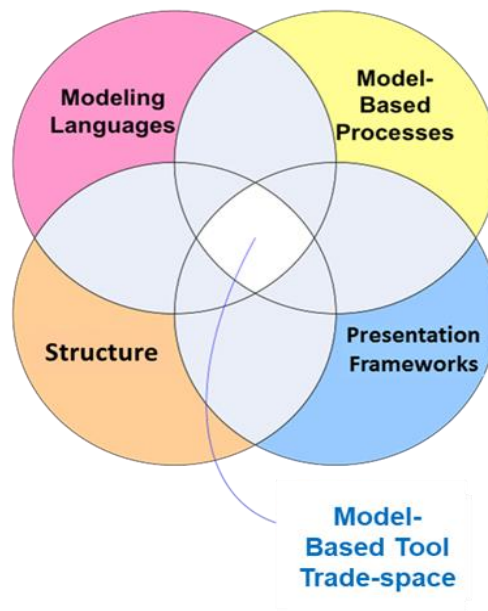 Modeling
Languages
Model-
Based
Processes
Structure
Presentation
Frameworks
Model-
Based Tool
Trade-space